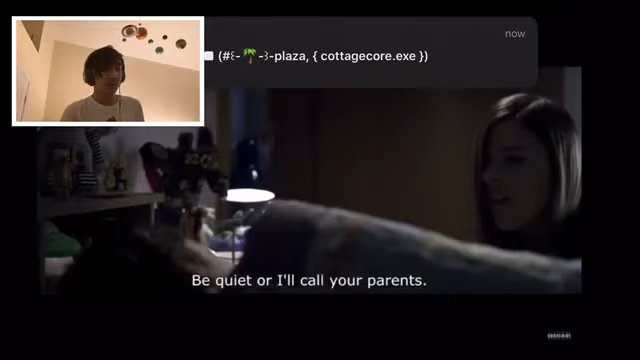 now
(#꒰-🌴-꒱-plaza, { cottagecore.exe })
Be quiet or I'll call your parents.